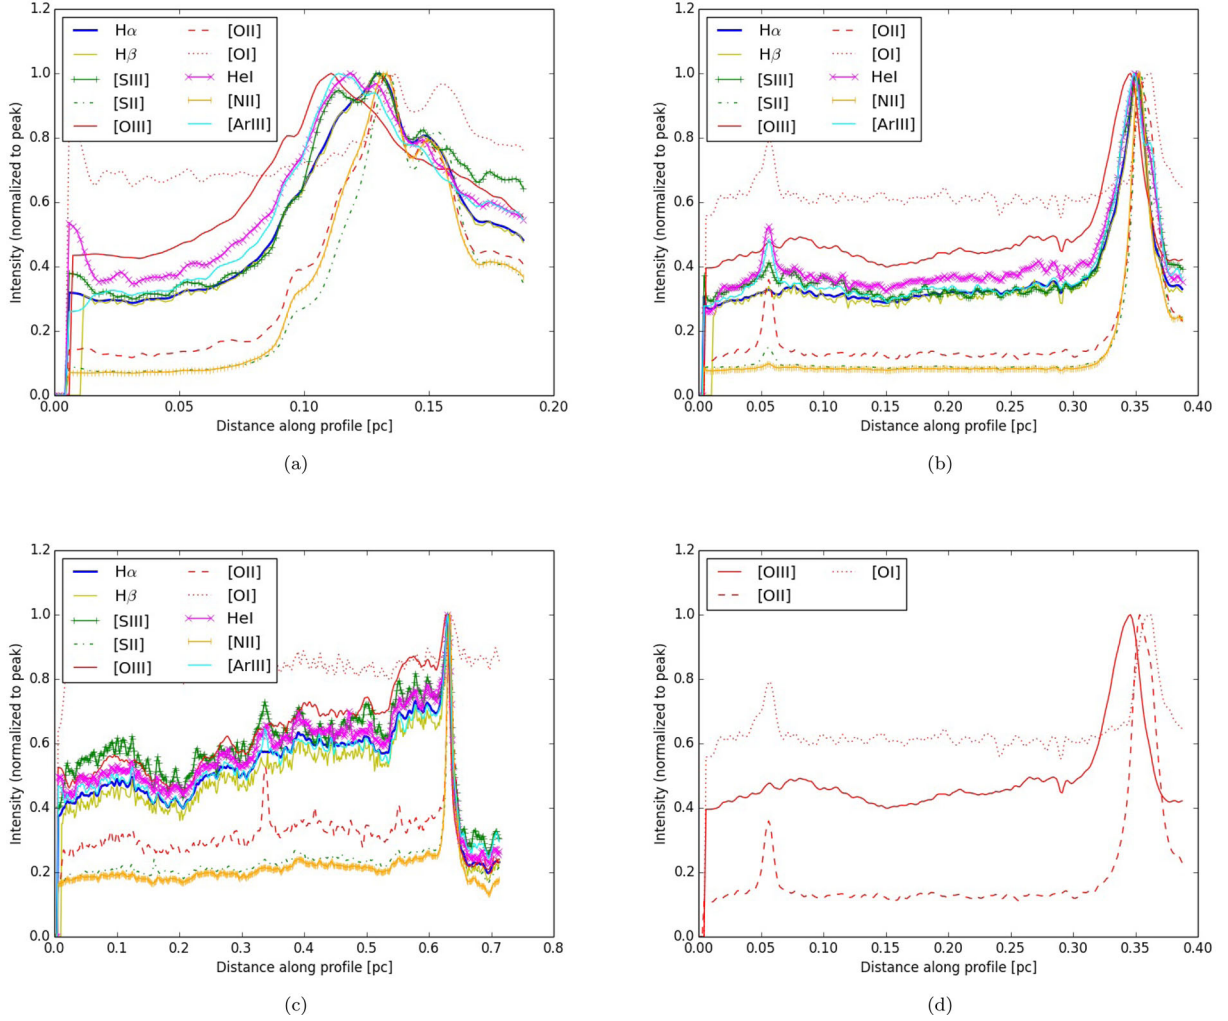 1.2
1.0
0.8
0.6
0.4
0.2
0.0
Intensity (normalized to peak)
Hα
Hβ
[SIII]
[SII]
[OIII]
[OII]
[OI]
HeI
[NII]
[ArIII]
0.00 0.05 0.10 0.15 0.20
Distance along profile [pc]
(a)
1.2
1.0
0.8
0.6
0.4
0.2
0.0
Intensity (normalized to peak)
Hα
Hβ
[SIII]
[SII]
[OIII]
[OII]
[OI]
HeI
[NII]
[ArIII]
0.00 0.05 0.10 0.15 0.20 0.25 0.30 0.35 0.40
Distance along profile [pc]
(b)
1.2
1.0
0.8
0.6
0.4
0.2
0.0
Intensity (normalized to peak)
Hα
Hβ
[SIII]
[SII]
[OIII]
[OII]
[OI]
HeI
[NII]
[ArIII]
0.0 0.1 0.2 0.3 0.4 0.5 0.6 0.7 0.8
Distance along profile [pc]
(c)
1.2
1.0
0.8
0.6
0.4
0.2
0.0
Intensity (normalized to peak)
[OIII]
[OII]
[OI]
0.00 0.05 0.10 0.15 0.20 0.25 0.30 0.35 0.40
Distance along profile [pc]
(d)